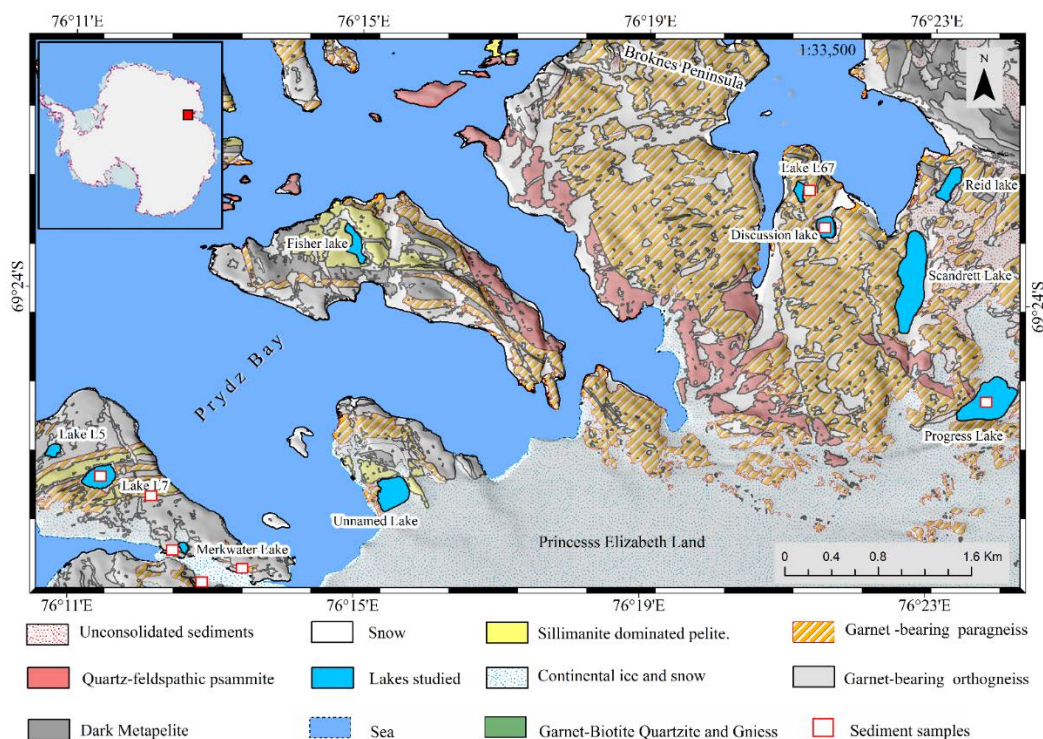 76°11'E 76°15'E 76°19'E 76°23'E
1:33,500
Broknes Peninsula
N
Lake L67
Reid lake
Fisher lake
Discussion lake
Scandrett Lake
69°24'S
69°24'S
Prydz Bay
Lake L5
Progress Lake
Lake L7
Unnamed Lake
Merkwater Lake
Princesss Elizabeth Land
0 0.4 0.8 1.6 Km
76°11'E 76°15'E 76°19'E 76°23'E
Unconsolidated sediments Snow Sillimanite dominated pelite. Garnet -bearing paragneiss
Quartz-feldspathic psammite Lakes studied Continental ice and snow Garnet-bearing orthogneiss
Dark Metapelite Sea Garnet-Biotite Quartzite and Gniess Sediment samples